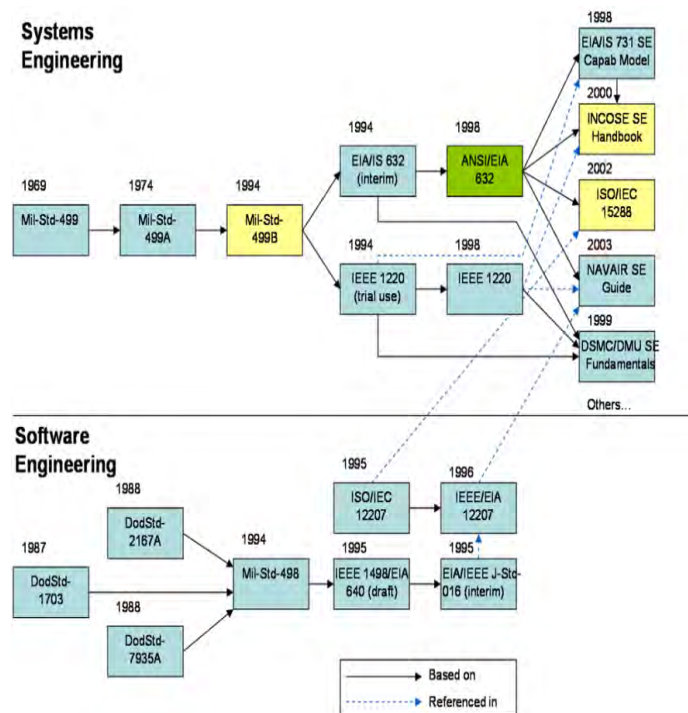 Systems
Engineering
1998
EIA/IS 731 SE
Capab Model
2000
INCOSE SE
Handbook
1994
1998
EIA/IS 632
(interim)
ANSI/EIA
632
2002
ISO/IEC
15288
1969
1974
1994
Mil-Std-499
Mil-Std-
499A
Mil-Std-
499B
2003
NAVAIR SE
Guide
1994
1998
IEEE 1220
(trial use)
IEEE 1220
1999
DSMC/DMU SE
Fundamentals
Others...
Software
Engineering
1995
1996
ISO/IEC
12207
IEEE/EIA
12207
1988
DodStd-
2167A
1987
DodStd-
1703
1988
DodStd-
7935A
1994
Mil-Std-498
1995
IEEE 1498/EIA
640 (draft)
1995
EIA/IEEE J-Std-
016 (interim)
Based on
Referenced in